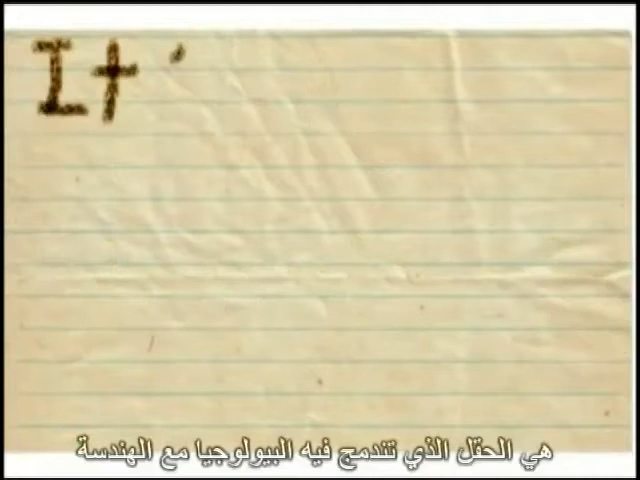 It '
هي الحقل الذي تندمج فيه البيولوجيا مع الهندسة